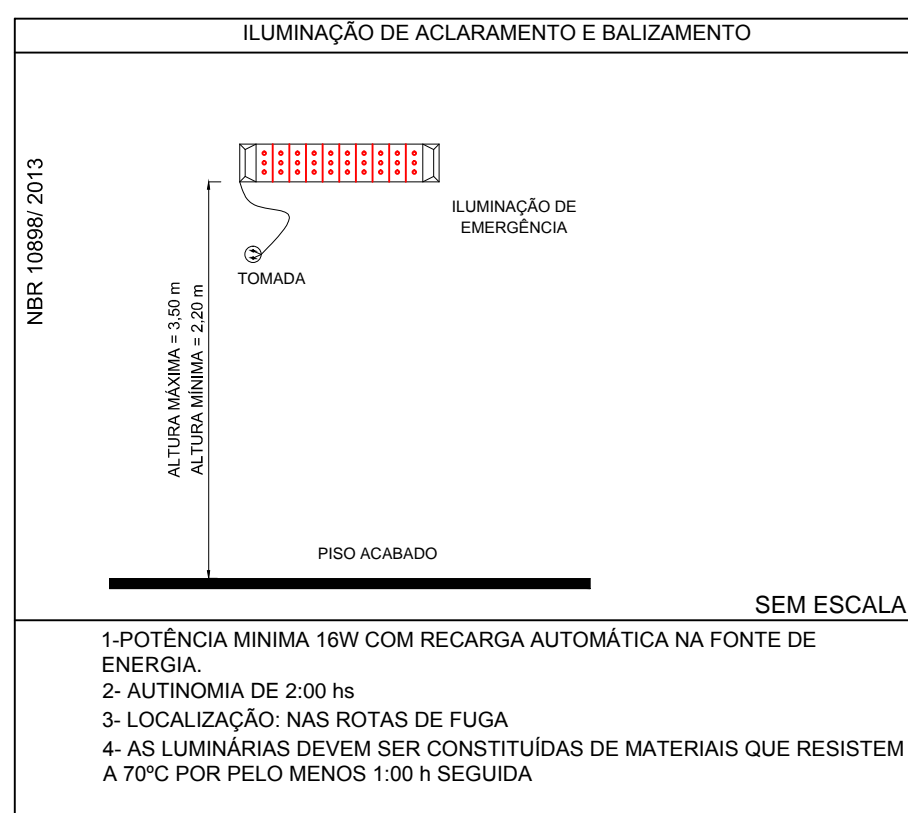 ILUMINAÇÃO DE ACLARAMENTO E BALIZAMENTO
NBR 10898/ 2013
ILUMINAÇÃO DE
EMERGÊNCIA
TOMADA
ALTURA MÁXIMA = 3,50 m
ALTURA MÍNIMA = 2,20 m
PISO ACABADO
SEM ESCALA
1-POTÊNCIA MINIMA 16W COM RECARGA AUTOMÁTICA NA FONTE DE
ENERGIA.
2- AUTINOMIA DE 2:00 hs
3- LOCALIZAÇÃO: NAS ROTAS DE FUGA
4- AS LUMINÁRIAS DEVEM SER CONSTITUÍDAS DE MATERIAIS QUE RESISTEM
A 70ºC POR PELO MENOS 1:00 h SEGUIDA